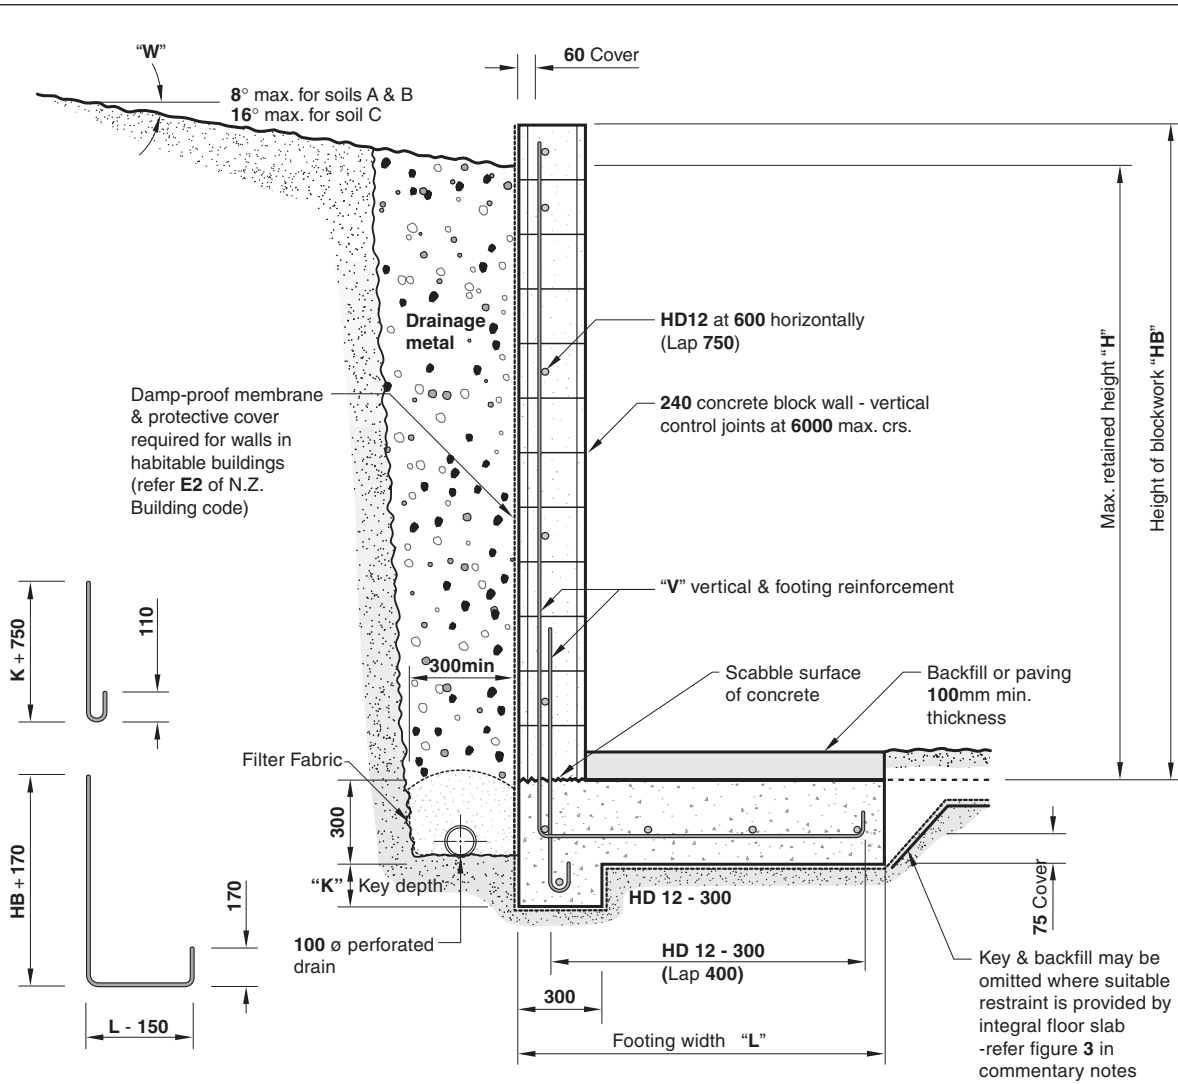 “W”
60 Cover
8° max. for soils A & B
16° max. for soil C
Drainage
metal
HD12 at 600 horizontally
(Lap 750)
Max. retained height “H”
Height of blockwork “HB”
Damp-proof membrane
& protective cover
required for walls in
habitable buildings
(refer E2 of N.Z.
Building code)
240 concrete block wall - vertical
control joints at 6000 max. crs.
“V” vertical & footing reinforcement
K + 750
110
300min
Scabble surface
of concrete
Backfill or paving
100mm min.
thickness
Filter Fabric
300
HB + 170
170
“K” Key depth
HD 12 - 300
75 Cover
100 ø perforated
drain
HD 12 - 300
(Lap 400)
300
Key & backfill may be
omitted where suitable
restraint is provided by
integral floor slab
-refer figure 3 in
commentary notes
L - 150
Footing width “L”